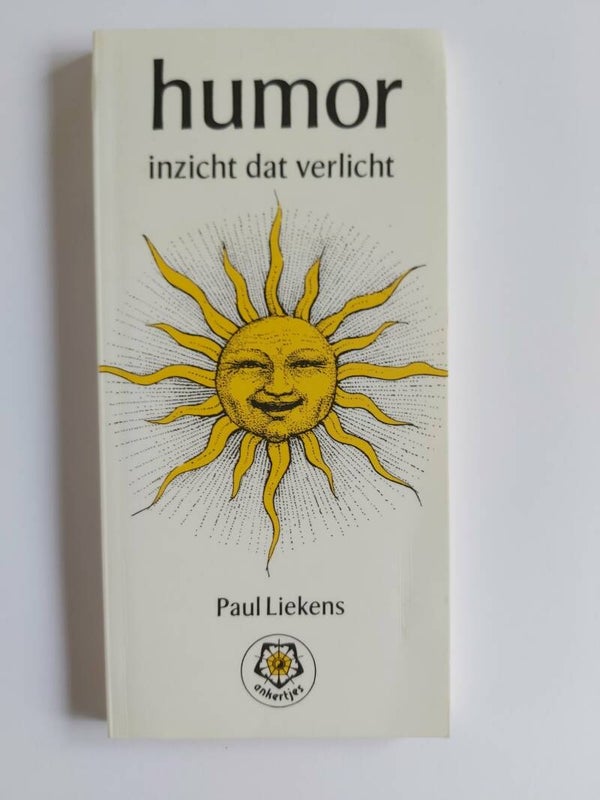 humor
inzicht dat verlicht
Paul Liekens
ankertjes